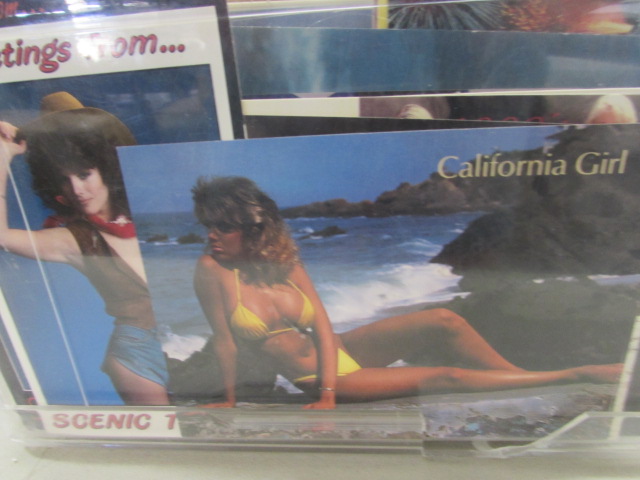 tings from...
California Girl
SCENIC T